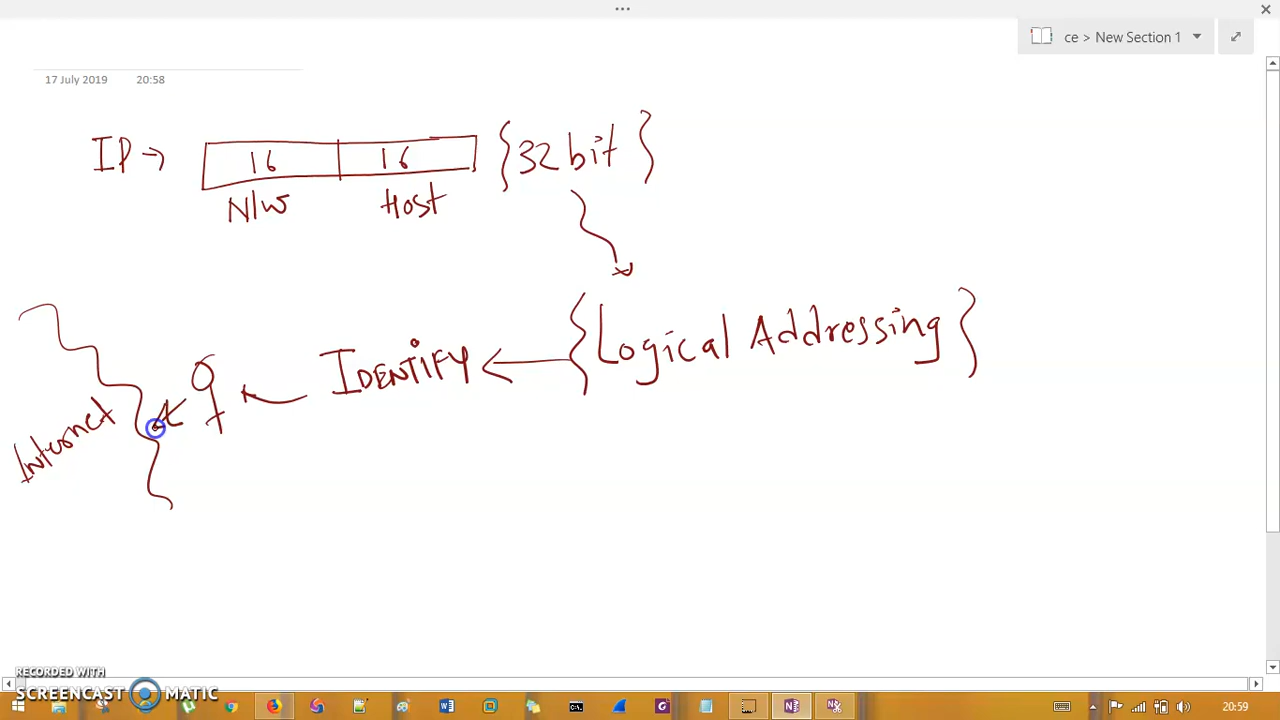 ce > New Section 1
17 July 2019 20:58
IP → 16 16 {32 bit}
N/W Host
{Logical Addressing}
IDENTIFY
Internet
RECORDED WITH
SCREENCAST MATIC
20:59